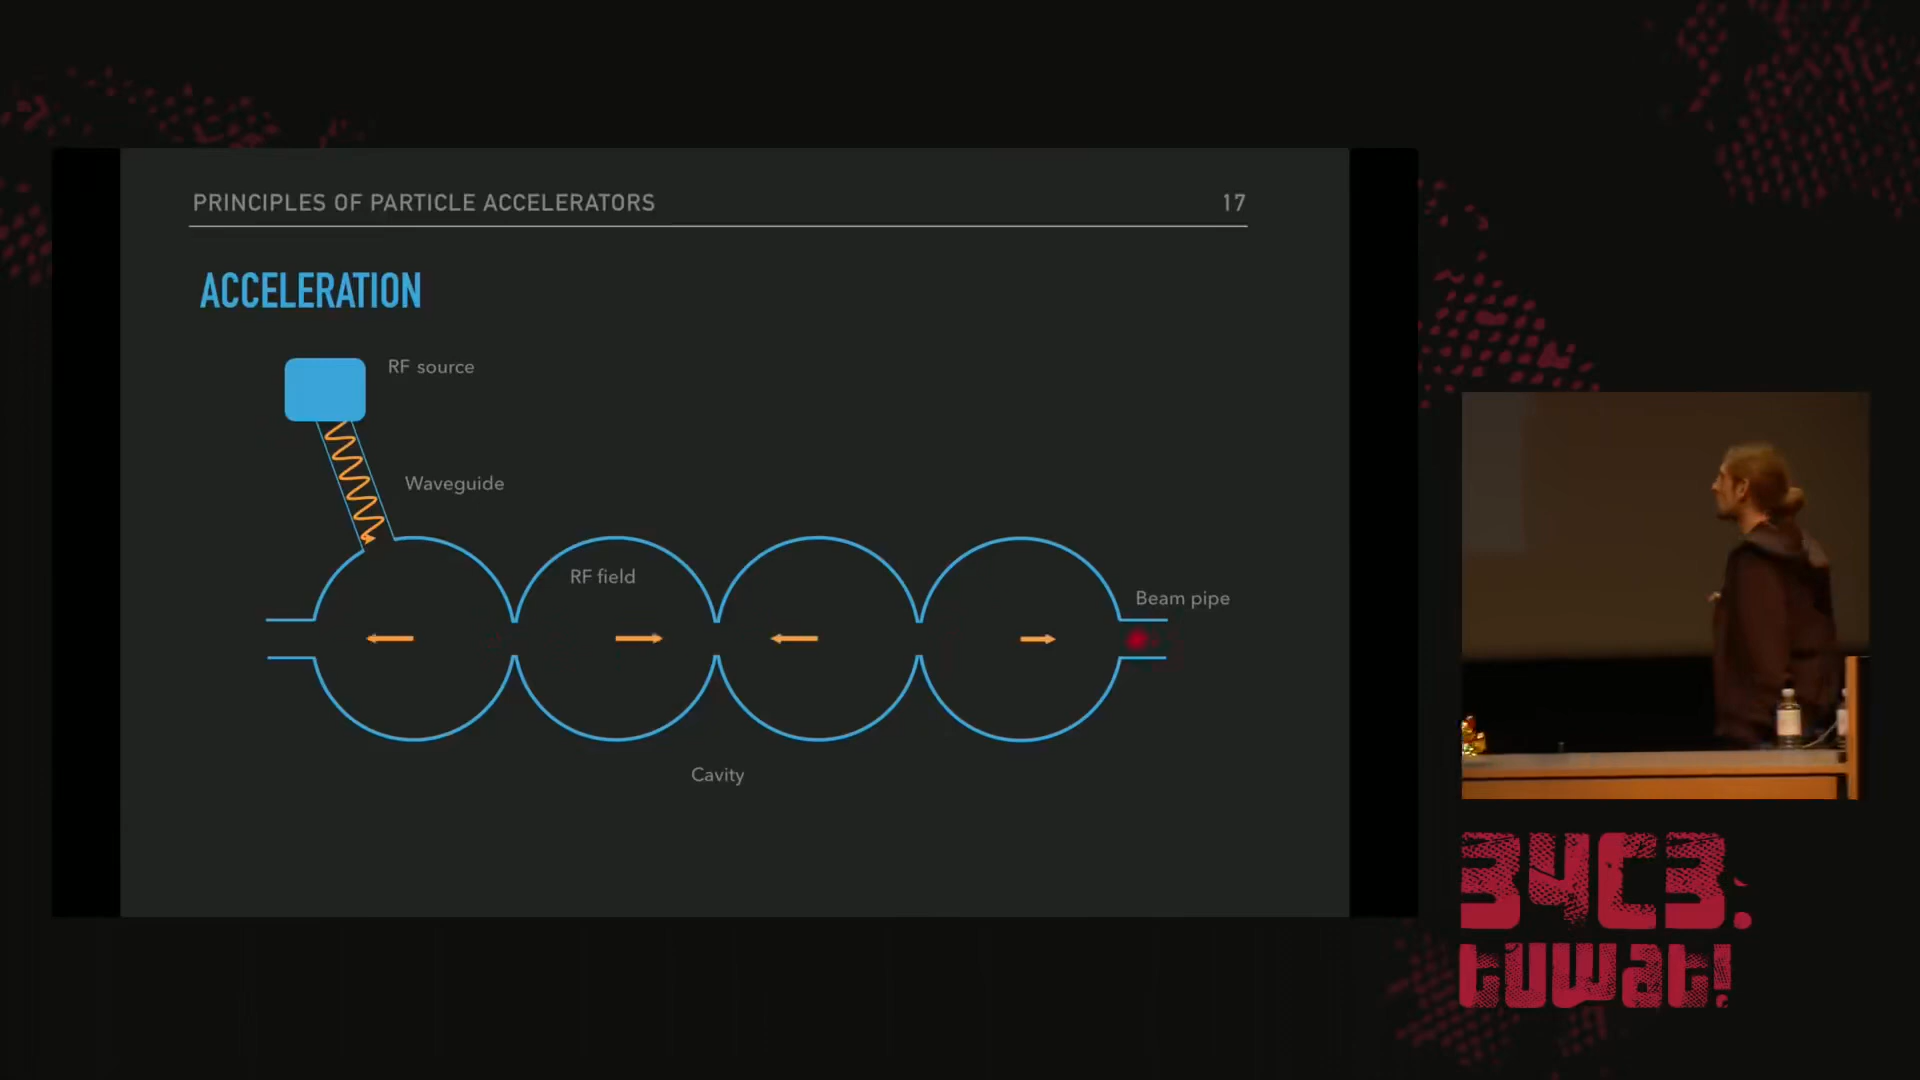 PRINCIPLES OF PARTICLE ACCELERATORS 17
ACCELERATION
RF source
Waveguide
RF field
Beam pipe
Cavity
34C3.
tuwat!